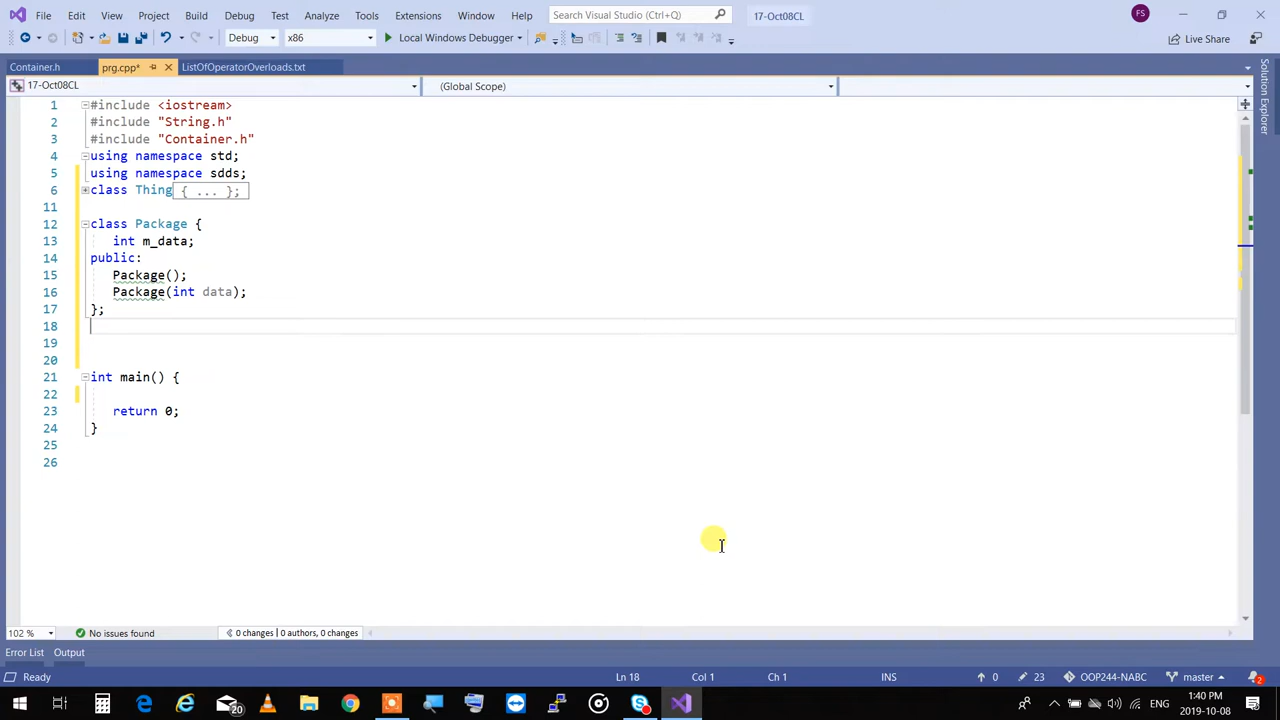 File Edit View Project Build Debug Test Analyze Tools Extensions Window Help Search Visual Studio (Ctrl+Q) 17-Oct08CL FS
Debug x86 Local Windows Debugger Live Share
Container.h prg.cpp* ListOfOperatorOverloads.txt
17-Oct08CL (Global Scope)
Solution Explorer
1 #include <iostream>
2 #include "String.h"
3 #include "Container.h"
4 using namespace std;
5 using namespace sdds;
6 class Thing { ... };
11
12 class Package {
13 int m_data;
14 public:
15 Package();
16 Package(int data);
17 };
18
19
20
21 int main() {
22
23 return 0;
24 }
25
26
102 % No issues found 0 changes | 0 authors, 0 changes
Error List Output
Ready Ln 18 Col 1 Ch 1 INS 0 23 OOP244-NABC master 2
20 ENG 1:40 PM
2019-10-08